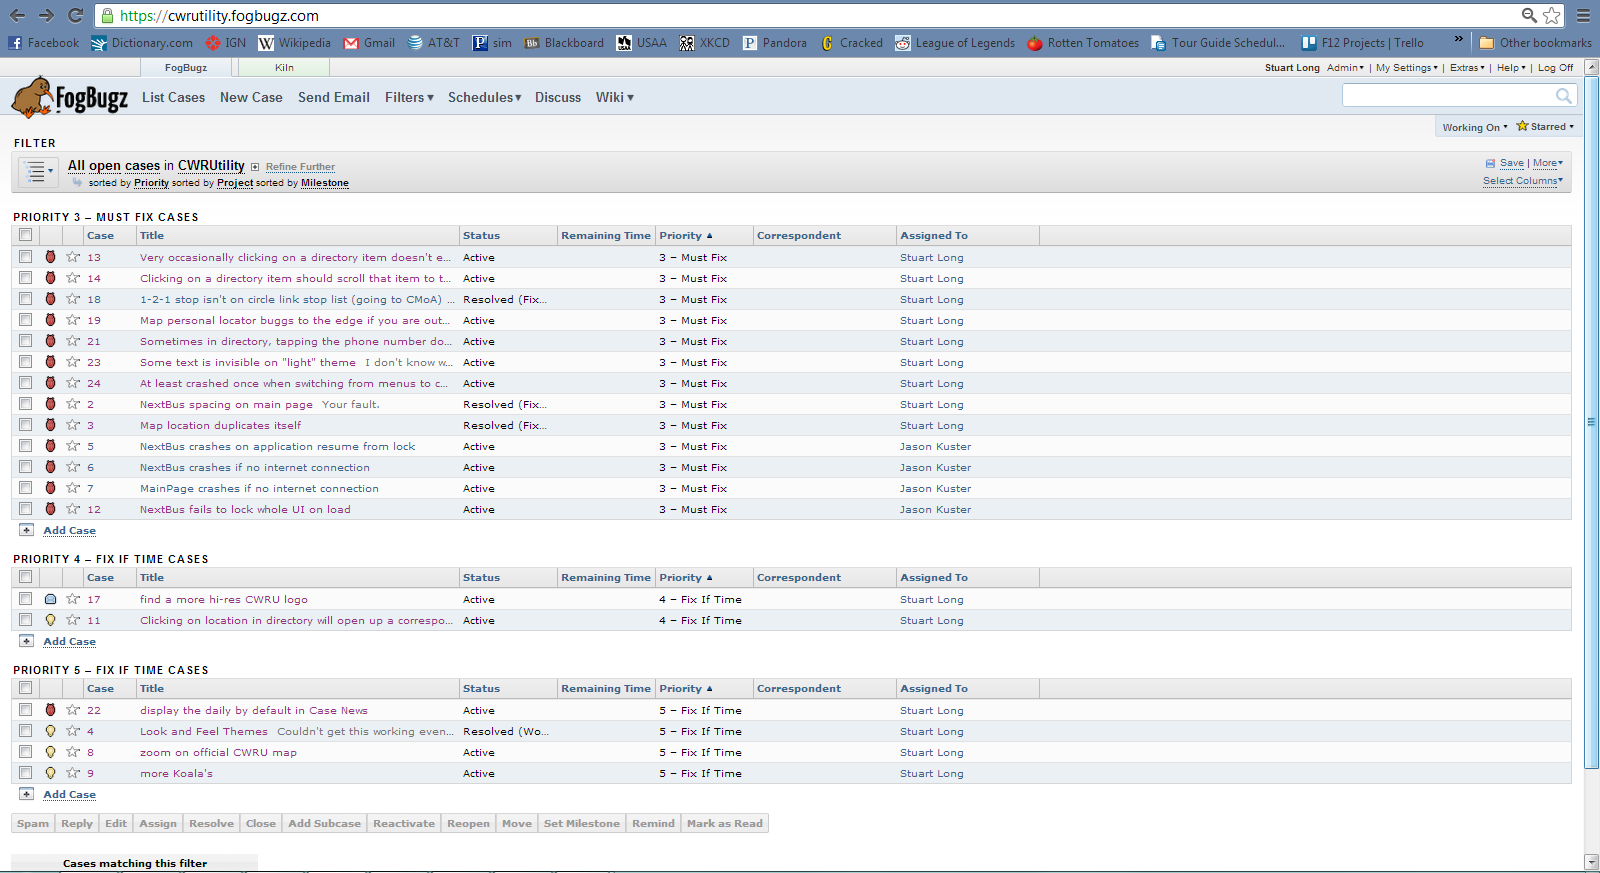 https://cwrutility.fogbugz.com
Facebook Dictionary.com IGN Wikipedia Gmail AT&T sim Blackboard USAA XKCD Pandora Cracked League of Legends Rotten Tomatoes Tour Guide Schedul... F12 Projects | Trello » Other bookmarks
FogBugz Kiln Stuart Long Admin▾ | My Settings▾ | Extras▾ | Help▾ | Log Off
FogBugz List Cases New Case Send Email Filters▾ Schedules▾ Discuss Wiki▾
Working On ▾ Starred ▾
FILTER
All open cases in CWRUtility Refine Further Save | More▾
sorted by Priority sorted by Project sorted by Milestone Select Columns▾
PRIORITY 3 – MUST FIX CASES
Case Title Status Remaining Time Priority ▲ Correspondent Assigned To
13 Very occasionally clicking on a directory item doesn't e... Active 3 – Must Fix Stuart Long
14 Clicking on a directory item should scroll that item to t... Active 3 – Must Fix Stuart Long
18 1-2-1 stop isn't on circle link stop list (going to CMoA) ... Resolved (Fix... 3 – Must Fix Stuart Long
19 Map personal locator buggs to the edge if you are out... Active 3 – Must Fix Stuart Long
21 Sometimes in directory, tapping the phone number do... Active 3 – Must Fix Stuart Long
23 Some text is invisible on "light" theme I don't know w... Active 3 – Must Fix Stuart Long
24 At least crashed once when switching from menus to c... Active 3 – Must Fix Stuart Long
2 NextBus spacing on main page Your fault. Resolved (Fix... 3 – Must Fix Stuart Long
3 Map location duplicates itself Resolved (Fix... 3 – Must Fix Stuart Long
5 NextBus crashes on application resume from lock Active 3 – Must Fix Jason Kuster
6 NextBus crashes if no internet connection Active 3 – Must Fix Jason Kuster
7 MainPage crashes if no internet connection Active 3 – Must Fix Jason Kuster
12 NextBus fails to lock whole UI on load Active 3 – Must Fix Jason Kuster
Add Case
PRIORITY 4 – FIX IF TIME CASES
Case Title Status Remaining Time Priority ▲ Correspondent Assigned To
17 find a more hi-res CWRU logo Active 4 – Fix If Time Stuart Long
11 Clicking on location in directory will open up a correspo... Active 4 – Fix If Time Stuart Long
Add Case
PRIORITY 5 – FIX IF TIME CASES
Case Title Status Remaining Time Priority ▲ Correspondent Assigned To
22 display the daily by default in Case News Active 5 – Fix If Time Stuart Long
4 Look and Feel Themes Couldn't get this working even... Resolved (Wo... 5 – Fix If Time Stuart Long
8 zoom on official CWRU map Active 5 – Fix If Time Stuart Long
9 more Koala's Active 5 – Fix If Time Stuart Long
Add Case
Spam Reply Edit Assign Resolve Close Add Subcase Reactivate Reopen Move Set Milestone Remind Mark as Read
Cases matching this filter